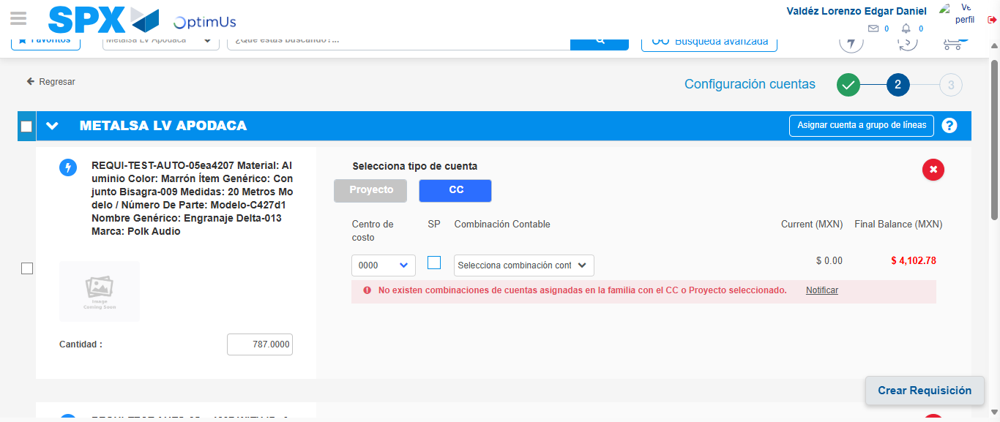 SPX
OptimUs
Valdéz Lorenzo Edgar Daniel
Ve
perfil
0
0
Favoritos
Metalsa LV Apodaca
¿Qué estás buscando?...
Búsqueda avanzada
Regresar
Configuración cuentas
2
3
METALSA LV APODACA
Asignar cuenta a grupo de líneas
?
REQUI-TEST-AUTO-05ea4207 Material: Al
uminio Color: Marrón Ítem Genérico: Con
junto Bisagra-009 Medidas: 20 Metros Mo
delo / Número De Parte: Modelo-C427d1
Nombre Genérico: Engranaje Delta-013
Marca: Polk Audio
Image
Coming Soon
Cantidad :
787.0000
Selecciona tipo de cuenta
Proyecto
CC
Centro de
costo
SP
Combinación Contable
Current (MXN)
Final Balance (MXN)
0000
Selecciona combinación cont
$ 0.00
$ 4,102.78
No existen combinaciones de cuentas asignadas en la familia con el CC o Proyecto seleccionado.
Notificar
Crear Requisición